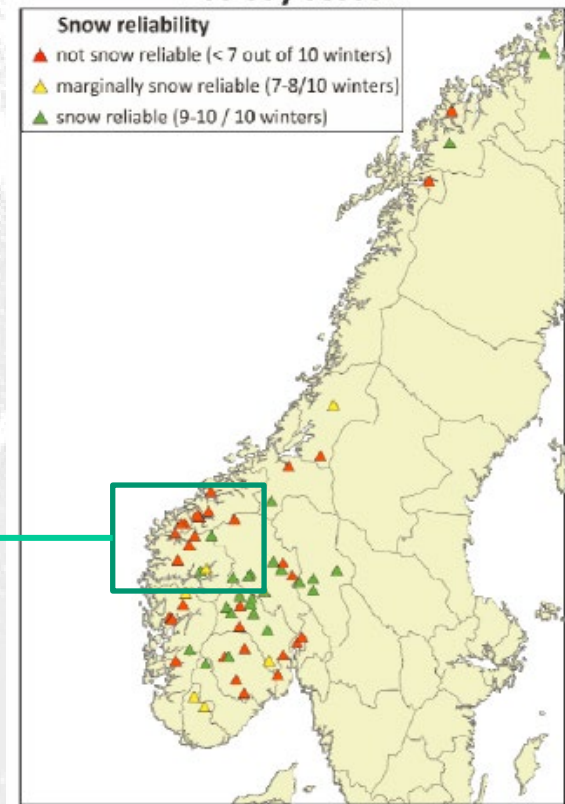 Snow reliability
not snow reliable (< 7 out of 10 winters)
marginally snow reliable (7-8/10 winters)
snow reliable (9-10 / 10 winters)